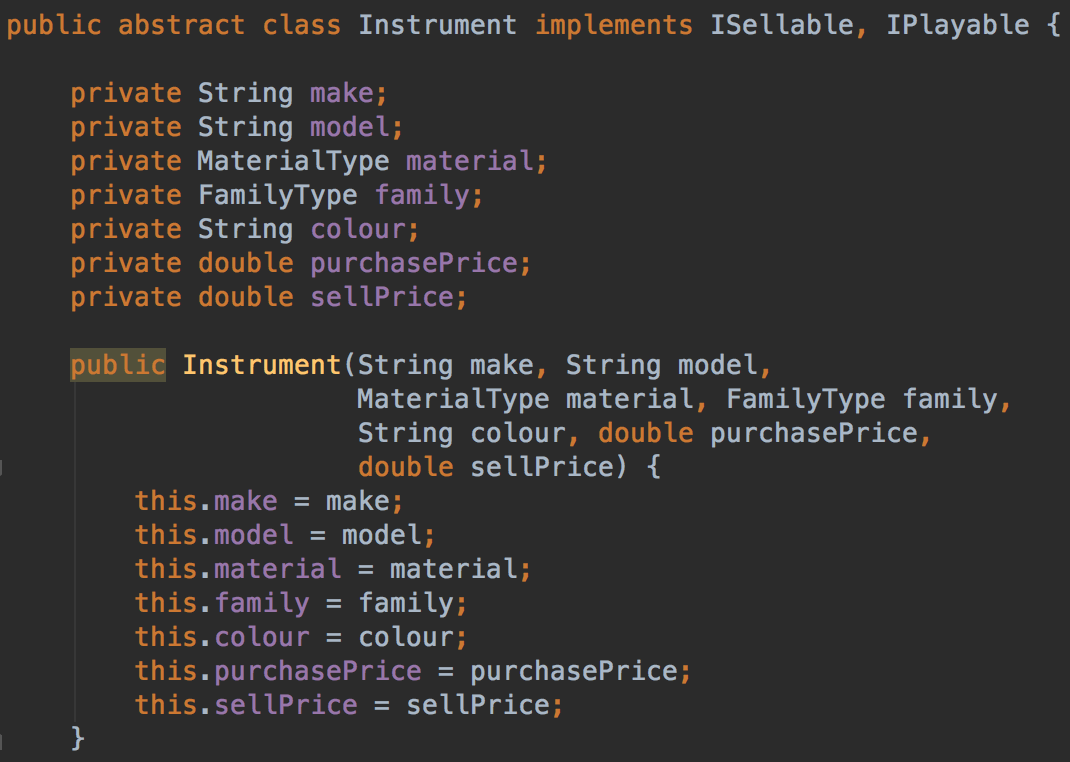 public abstract class Instrument implements ISellable, IPlayable {
private String make;
private String model;
private MaterialType material;
private FamilyType family;
private String colour;
private double purchasePrice;
private double sellPrice;
public Instrument(String make, String model,
MaterialType material, FamilyType family,
String colour, double purchasePrice,
double sellPrice) {
this.make = make;
this.model = model;
this.material = material;
this.family = family;
this.colour = colour;
this.purchasePrice = purchasePrice;
this.sellPrice = sellPrice;
}